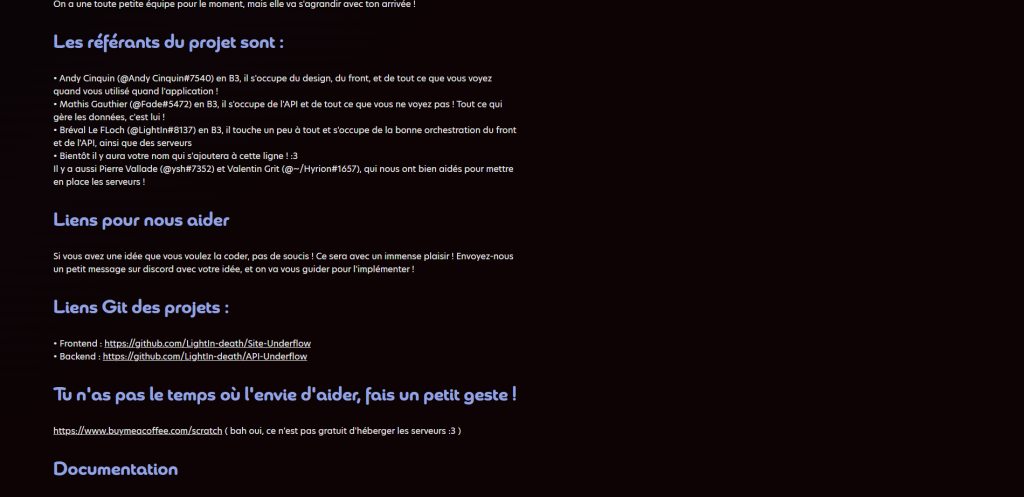 On a une toute petite équipe pour le moment, mais elle va s'agrandir avec ton arrivée !
Les référants du projet sont :
• Andy Cinquin (@Andy Cinquin#7540) en B3, il s'occupe du design, du front, et de tout ce que vous voyez
quand vous utilisé quand l'application !
• Mathis Gauthier (@Fade#5472) en B3, il s'occupe de l'API et de tout ce que vous ne voyez pas ! Tout ce qui
gère les données, c'est lui !
• Bréval Le FLoch (@LightIn#8137) en B3, il touche un peu à tout et s'occupe de la bonne orchestration du front
et de l'API, ainsi que des serveurs
• Bientôt il y aura votre nom qui s'ajoutera à cette ligne ! :3
Il y a aussi Pierre Vallade (@ysh#7352) et Valentin Grit (@~/Hyrion#1657), qui nous ont bien aidés pour mettre
en place les serveurs !
Liens pour nous aider
Si vous avez une idée que vous voulez la coder, pas de soucis ! Ce sera avec un immense plaisir ! Envoyez-nous
un petit message sur discord avec votre idée, et on va vous guider pour l'implémenter !
Liens Git des projets :
• Frontend : https://github.com/LightIn-death/Site-Underflow
• Backend : https://github.com/LightIn-death/API-Underflow
Tu n'as pas le temps où l'envie d'aider, fais un petit geste !
https://www.buymeacoffee.com/scratch ( bah oui, ce n'est pas gratuit d'héberger les serveurs :3 )
Documentation